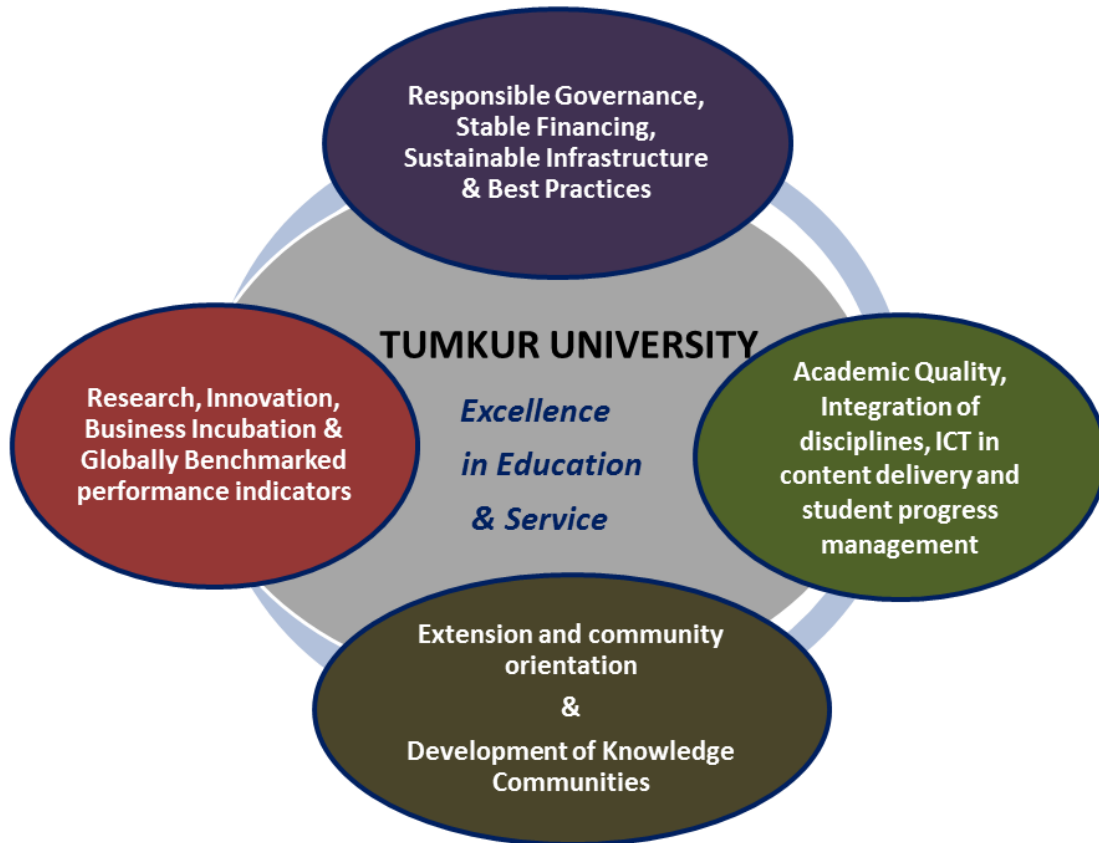 Responsible Governance,
Stable Financing,
Sustainable Infrastructure
& Best Practices
TUMKUR UNIVERSITY
Excellence
in Education
& Service
Research, Innovation,
Business Incubation &
Globally Benchmarked
performance indicators
Academic Quality,
Integration of
disciplines, ICT in
content delivery and
student progress
management
Extension and community
orientation
&
Development of Knowledge
Communities